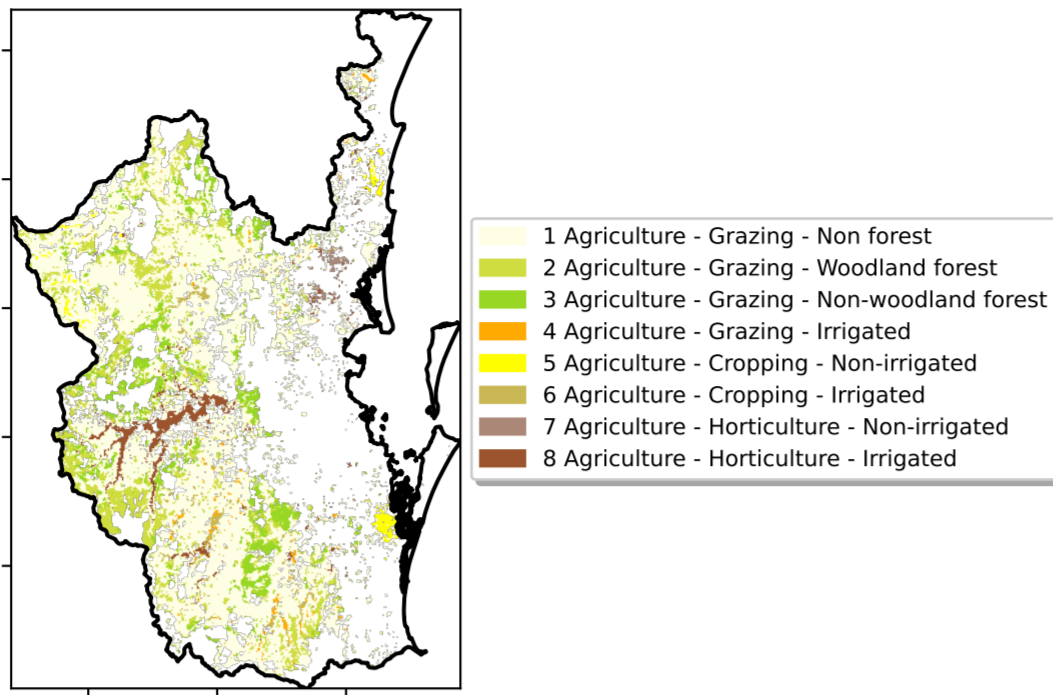 1 Agriculture - Grazing - Non forest
2 Agriculture - Grazing - Woodland forest
3 Agriculture - Grazing - Non-woodland forest
4 Agriculture - Grazing - Irrigated
5 Agriculture - Cropping - Non-irrigated
6 Agriculture - Cropping - Irrigated
7 Agriculture - Horticulture - Non-irrigated
8 Agriculture - Horticulture - Irrigated